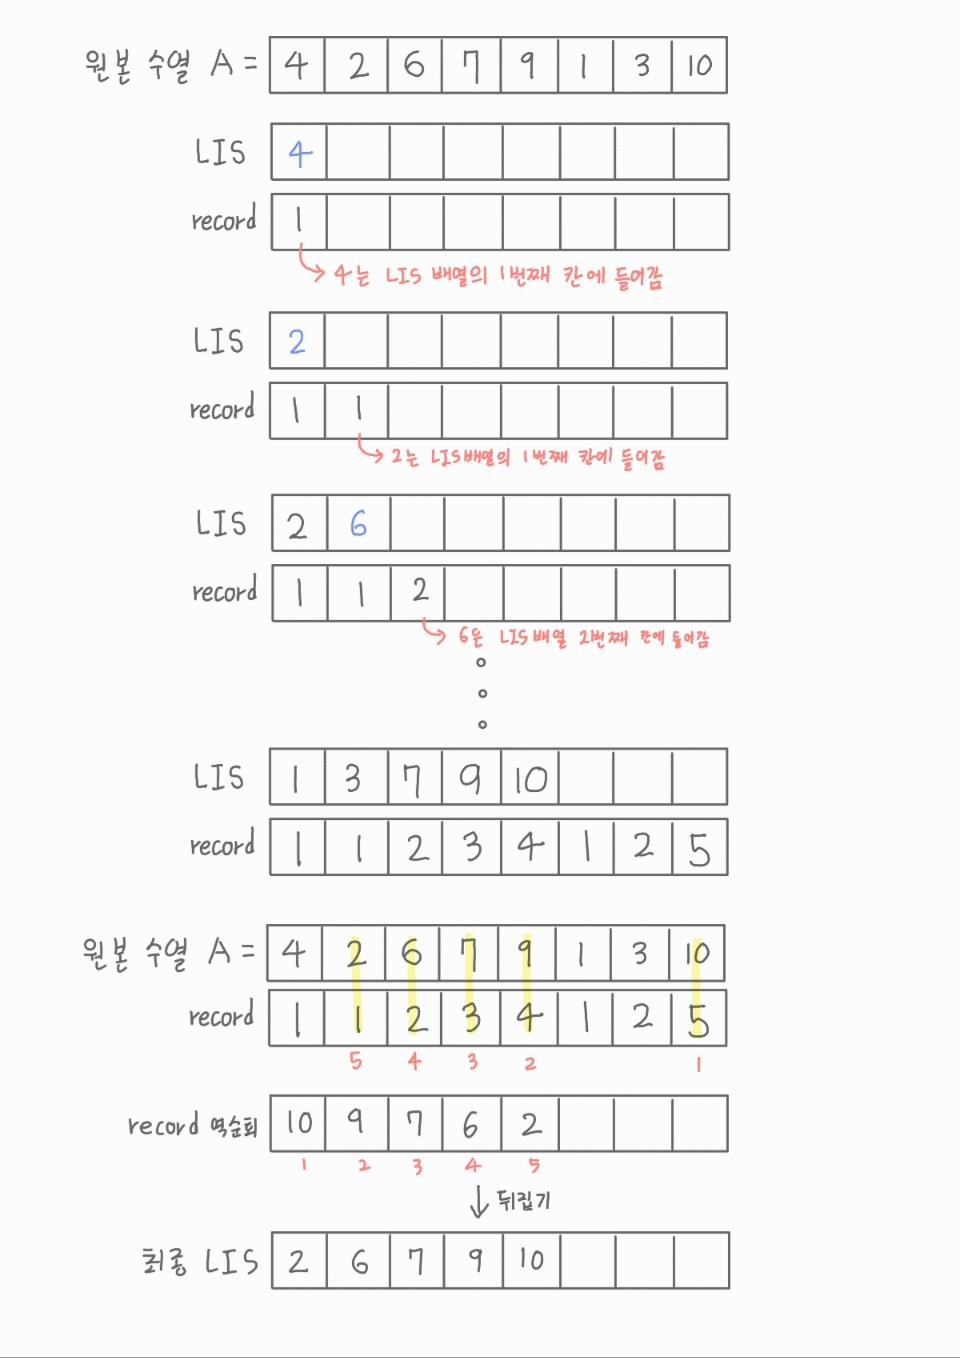 원본 수열 A = 4 2 6 7 9 1 3 10
LIS 4
record 1
4는 LIS 배열의 1번째 칸에 들어감
LIS 2
record 1 1
2는 LIS배열의 1번째 칸에 들어감
LIS 2 6
record 1 1 2
6은 LIS배열 2번째 칸에 들어감
LIS 1 3 7 9 10
record 1 1 2 3 4 1 2 5
원본 수열 A = 4 2 6 7 9 1 3 10
record 1 1 2 3 4 1 2 5
5 4 3 2 1
record 역순회 10 9 7 6 2
1 2 3 4 5
↓ 뒤집기
최종 LIS 2 6 7 9 10